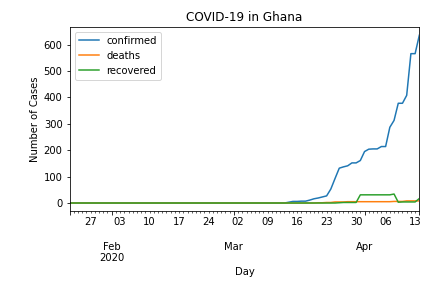 COVID-19 in Ghana
confirmed
deaths
recovered
Number of Cases
600
500
400
300
200
100
0
27 03 10 17 24 02 09 16 23 30 06 13
Feb Mar Apr
2020
Day